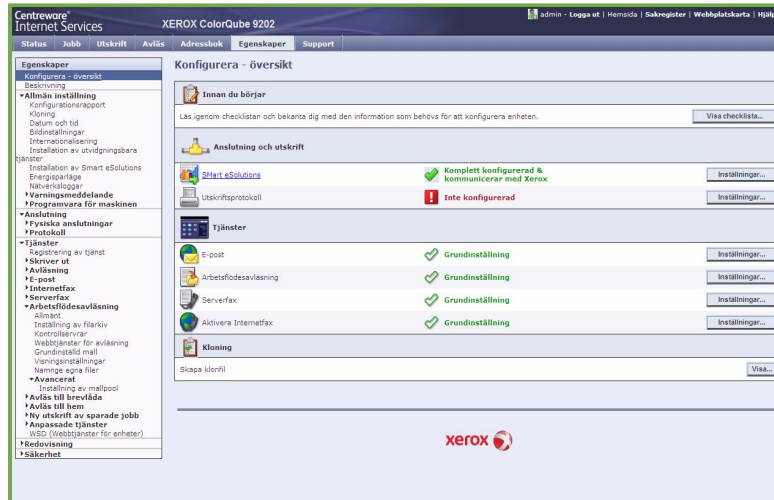 Centreware®
Internet Services
XEROX ColorQube 9202
admin - Logga ut | Hemsida | Sakregister | Webbplatskarta | Hjälp
Status Jobb Utskrift Avläs Adressbok Egenskaper Support
Egenskaper
Konfigurera - översikt
Beskrivning
Allmän inställning
Konfigurationsrapport
Kloning
Datum och tid
Bildinställningar
Internationalisering
Installation av utvidgningsbara
tjänster
Installation av Smart eSolutions
Energisparläge
Nätverksloggar
Varningsmeddelande
Programvara för maskinen
Anslutning
Fysiska anslutningar
Protokoll
Tjänster
Registrering av tjänst
Skriver ut
Avläsning
E-post
Internetfax
Serverfax
Arbetsflödesavläsning
Allmänt
Inställning av filarkiv
Kontrollservrar
Webbtjänster för avläsning
Grundinställd mall
Visningsinställningar
Namnge egna filer
Avancerat
Inställning av mallpool
Avläs till brevlåda
Avläs till hem
Ny utskrift av sparade jobb
Anpassade tjänster
WSD (Webbtjänster för enheter)
Redovisning
Säkerhet
Konfigurera - översikt
Innan du börjar
Läs igenom checklistan och bekanta dig med den information som behövs för att konfigurera enheten.
Visa checklista...
Anslutning och utskrift
SMart eSolutions
Komplett konfigurerad &
kommunicerar med Xerox
Inställningar...
Utskriftsprotokoll
Inte konfigurerad
Inställningar...
Tjänster
E-post
Grundinställning
Inställningar...
Arbetsflödesavläsning
Grundinställning
Inställningar...
Serverfax
Grundinställning
Inställningar...
Aktivera Internetfax
Grundinställning
Inställningar...
Kloning
Skapa klonfil
Visa...
xerox